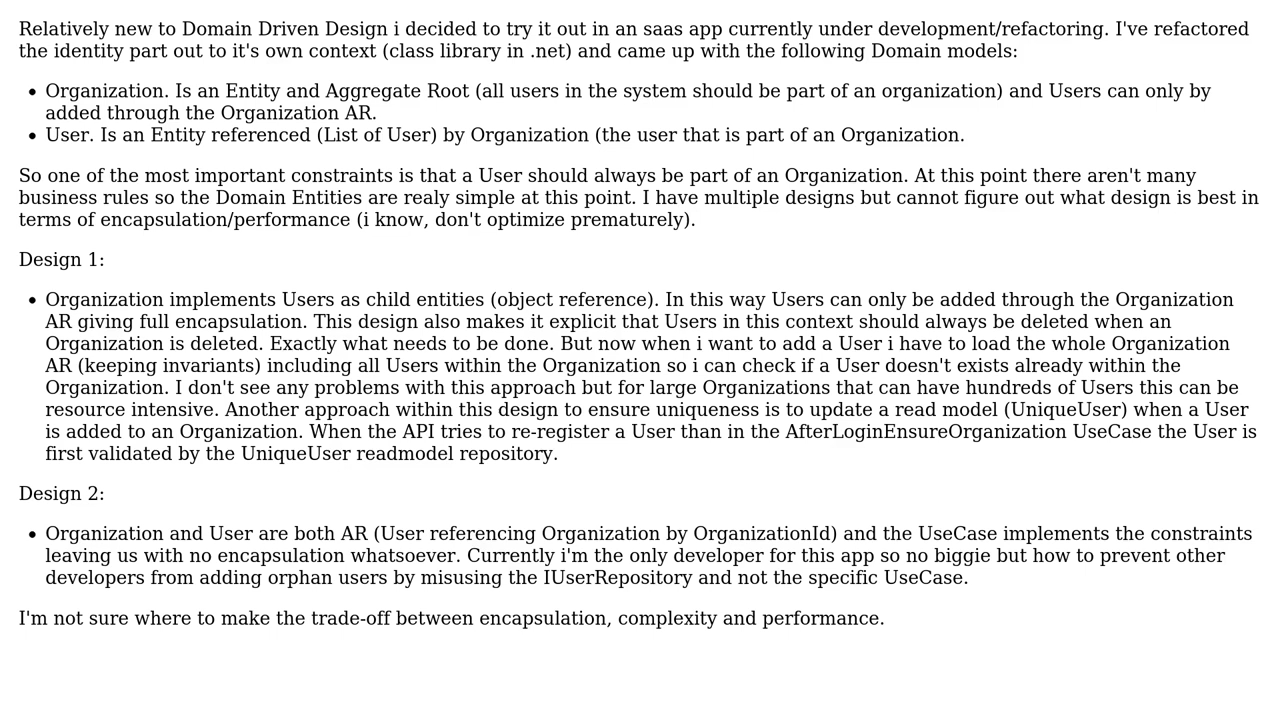 Relatively new to Domain Driven Design i decided to try it out in an saas app currently under development/refactoring. I've refactored
the identity part out to it's own context (class library in .net) and came up with the following Domain models:
• Organization. Is an Entity and Aggregate Root (all users in the system should be part of an organization) and Users can only by
added through the Organization AR.
• User. Is an Entity referenced (List of User) by Organization (the user that is part of an Organization.
So one of the most important constraints is that a User should always be part of an Organization. At this point there aren't many
business rules so the Domain Entities are realy simple at this point. I have multiple designs but cannot figure out what design is best in
terms of encapsulation/performance (i know, don't optimize prematurely).
Design 1:
• Organization implements Users as child entities (object reference). In this way Users can only be added through the Organization
AR giving full encapsulation. This design also makes it explicit that Users in this context should always be deleted when an
Organization is deleted. Exactly what needs to be done. But now when i want to add a User i have to load the whole Organization
AR (keeping invariants) including all Users within the Organization so i can check if a User doesn't exists already within the
Organization. I don't see any problems with this approach but for large Organizations that can have hundreds of Users this can be
resource intensive. Another approach within this design to ensure uniqueness is to update a read model (UniqueUser) when a User
is added to an Organization. When the API tries to re-register a User than in the AfterLoginEnsureOrganization UseCase the User is
first validated by the UniqueUser readmodel repository.
Design 2:
• Organization and User are both AR (User referencing Organization by OrganizationId) and the UseCase implements the constraints
leaving us with no encapsulation whatsoever. Currently i'm the only developer for this app so no biggie but how to prevent other
developers from adding orphan users by misusing the IUserRepository and not the specific UseCase.
I'm not sure where to make the trade-off between encapsulation, complexity and performance.